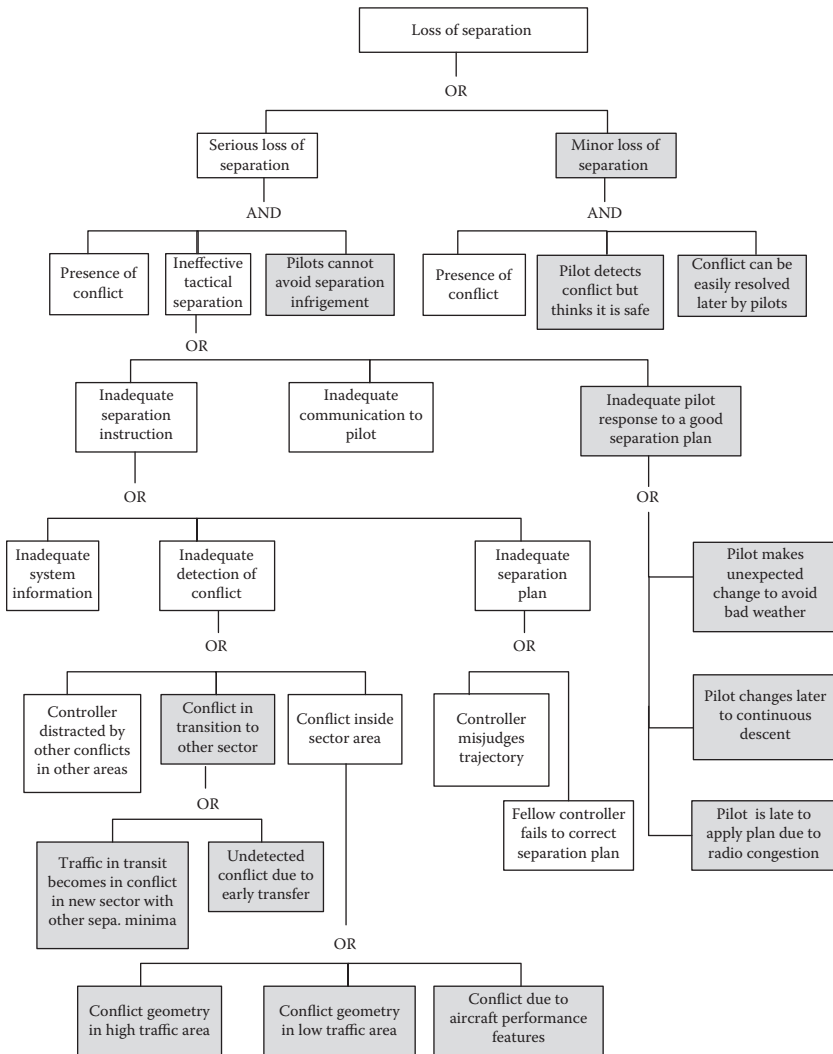 Loss of separation
OR
Serious loss of
separation
Minor loss of
separation
AND
AND
Presence of
conflict
Ineffective
tactical
separation
Pilots cannot
avoid separation
infrigement
Presence of
conflict
Pilot detects
conflict but
thinks it is safe
Conflict can be
easily resolved
later by pilots
OR
Inadequate
separation
instruction
Inadequate
communication to
pilot
Inadequate pilot
response to a good
separation plan
OR
OR
Inadequate
system
information
Inadequate
detection of
conflict
Inadequate
separation
plan
Pilot makes
unexpected
change to avoid
bad weather
OR
OR
Controller
distracted by
other conflicts
in other areas
Conflict in
transition to
other sector
Conflict inside
sector area
Controller
misjudges
trajectory
Pilot changes later
to continuous
descent
OR
Traffic in transit
becomes in conflict
in new sector with
other sepa. minima
Undetected
conflict due to
early transfer
Fellow controller
fails to correct
separation plan
Pilot is late to
apply plan due to
radio congestion
OR
Conflict geometry
in high traffic area
Conflict geometry
in low traffic area
Conflict due to
aircraft performance
features